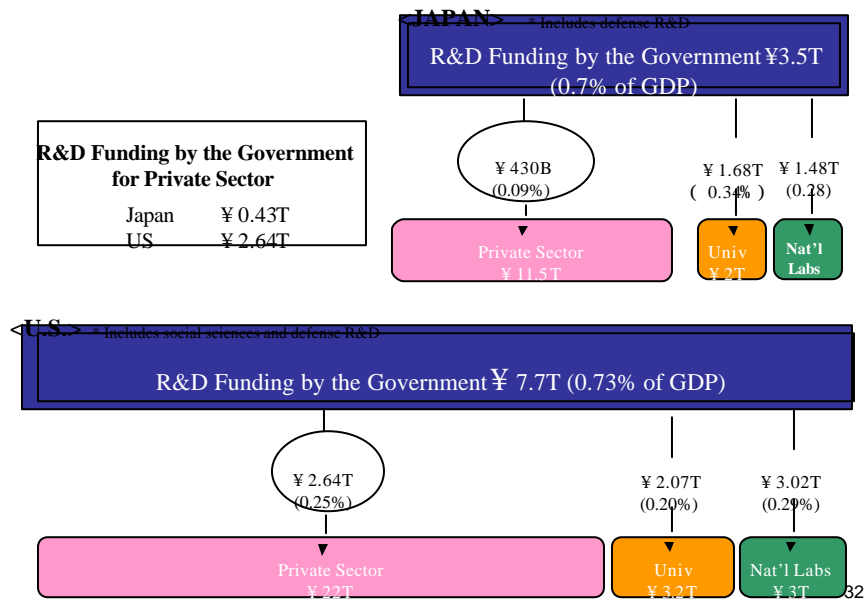 <JAPAN> * Includes defense R&D
R&D Funding by the Government ¥3.5T
(0.7% of GDP)
R&D Funding by the Government
for Private Sector
Japan ¥ 0.43T
US ¥ 2.64T
¥ 430B
(0.09%)
¥ 1.68T
( 0.34% )
¥ 1.48T
(0.28)
Private Sector
¥ 11.5T
Univ
¥ 2T
Nat'l
Labs
<U.S.> * Includes social sciences and defense R&D
R&D Funding by the Government ¥ 7.7T (0.73% of GDP)
¥ 2.64T
(0.25%)
¥ 2.07T
(0.20%)
¥ 3.02T
(0.29%)
Private Sector
¥ 22T
Univ
¥ 3.2T
Nat'l Labs
¥ 3T
32